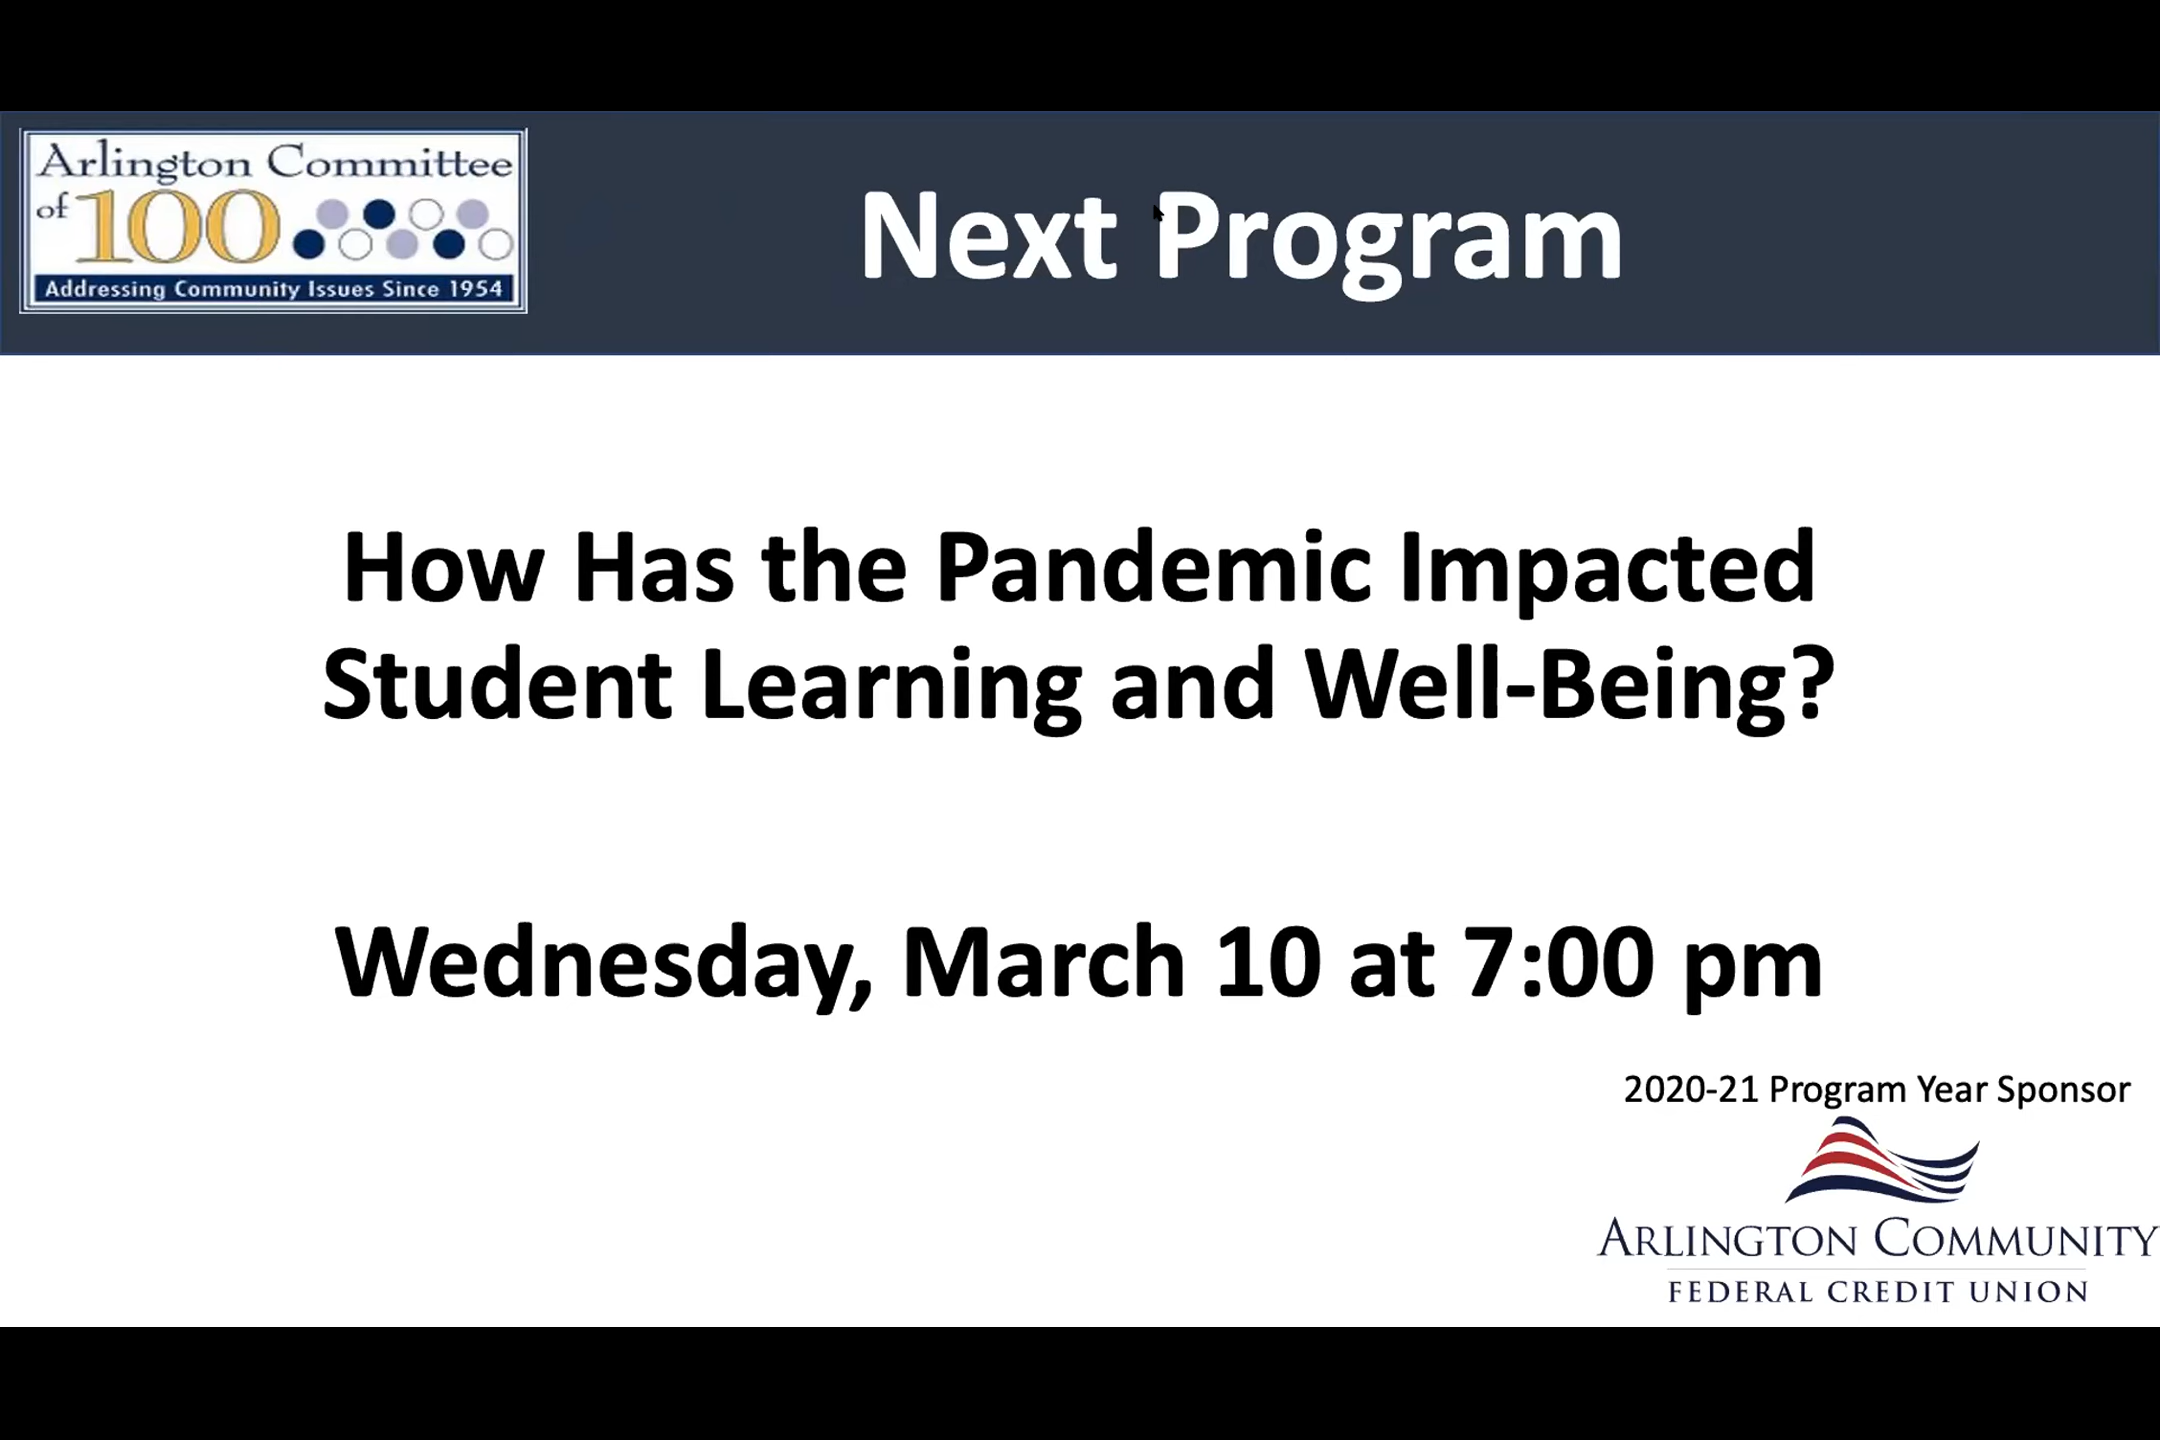 Arlington Committee
of 100
Addressing Community Issues Since 1954
Next Program
How Has the Pandemic Impacted
Student Learning and Well-Being?
Wednesday, March 10 at 7:00 pm
2020-21 Program Year Sponsor
ARLINGTON COMMUNITY
FEDERAL CREDIT UNION